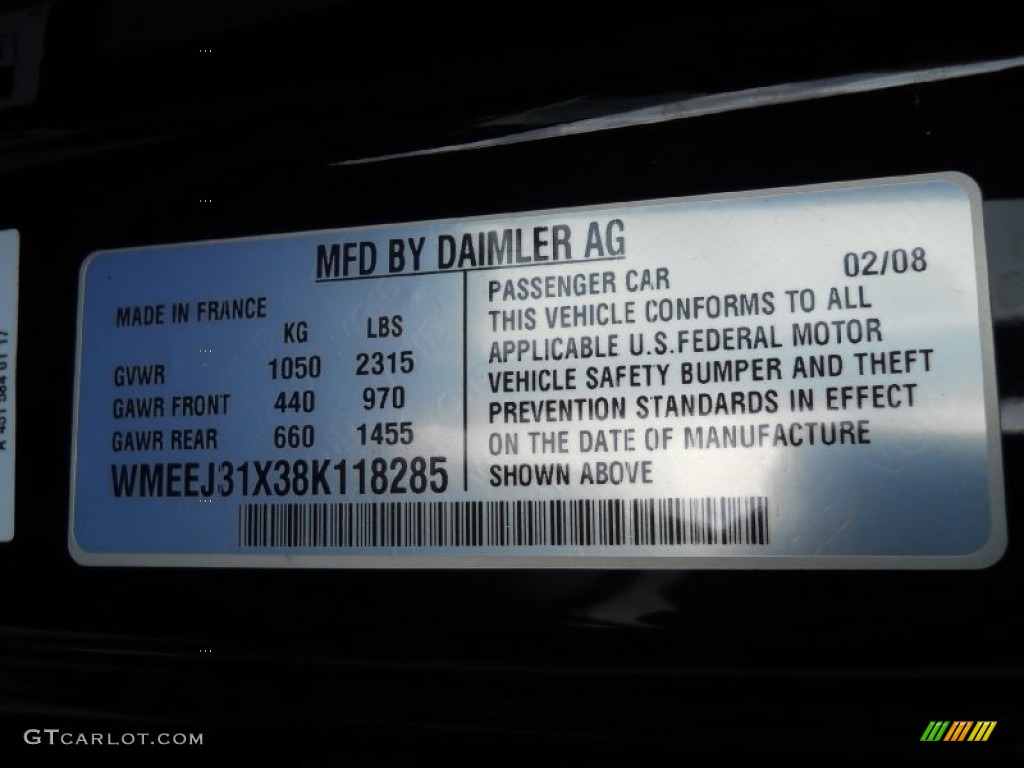 MFD BY DAIMLER AG
02/08
MADE IN FRANCE
KG LBS
GVWR 1050 2315
GAWR FRONT 440 970
GAWR REAR 660 1455
WMEEJ31X38K118285
PASSENGER CAR
THIS VEHICLE CONFORMS TO ALL
APPLICABLE U.S.FEDERAL MOTOR
VEHICLE SAFETY BUMPER AND THEFT
PREVENTION STANDARDS IN EFFECT
ON THE DATE OF MANUFACTURE
SHOWN ABOVE
GTCARLOT.COM